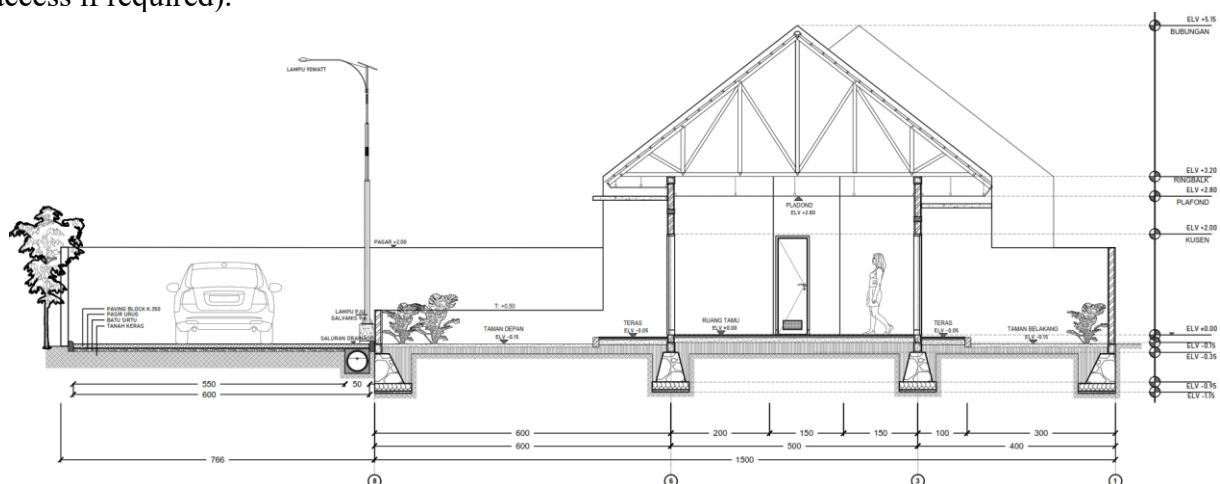 access if required).
ELV +5.15
BUBUNGAN
LAMPU 90WATT
ELV +3.20
RINGBALK
ELV +2.80
PLAFOND
PLADOND
ELV +2.80
ELV +2.00
KUSEN
PAGAR +2.00
PAVING BLOCK K.350
PASIR URUG
BATU SIRTU
TANAH KERAS
LAMPU PJU
GALVANIS
SALURAN DRAINASE
T: +0.50
TAMAN DEPAN
ELV -0.15
TERAS
ELV -0.05
RUANG TAMU
ELV ±0.00
TERAS
ELV -0.05
TAMAN BELAKANG
ELV -0.15
ELV ±0.00
ELV -0.15
ELV -0.35
ELV -0.95
ELV -1.15
550 50
600
600 200 150 150 100 300
600 500 400
766 1500
8 6 3 1